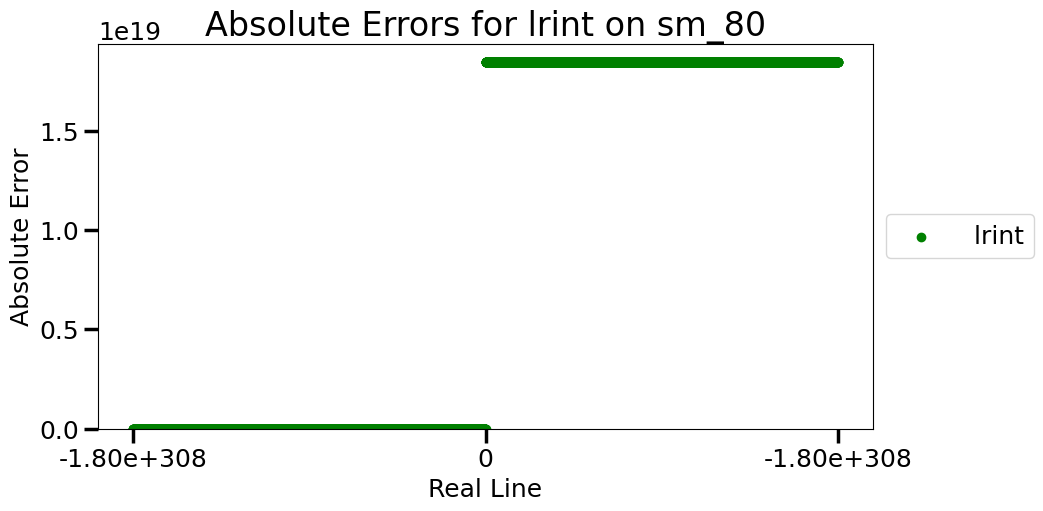 Absolute Errors for lrint on sm_80
1e19
1.5
1.0
0.5
0.0
Absolute Error
-1.80e+308
0
-1.80e+308
Real Line
lrint